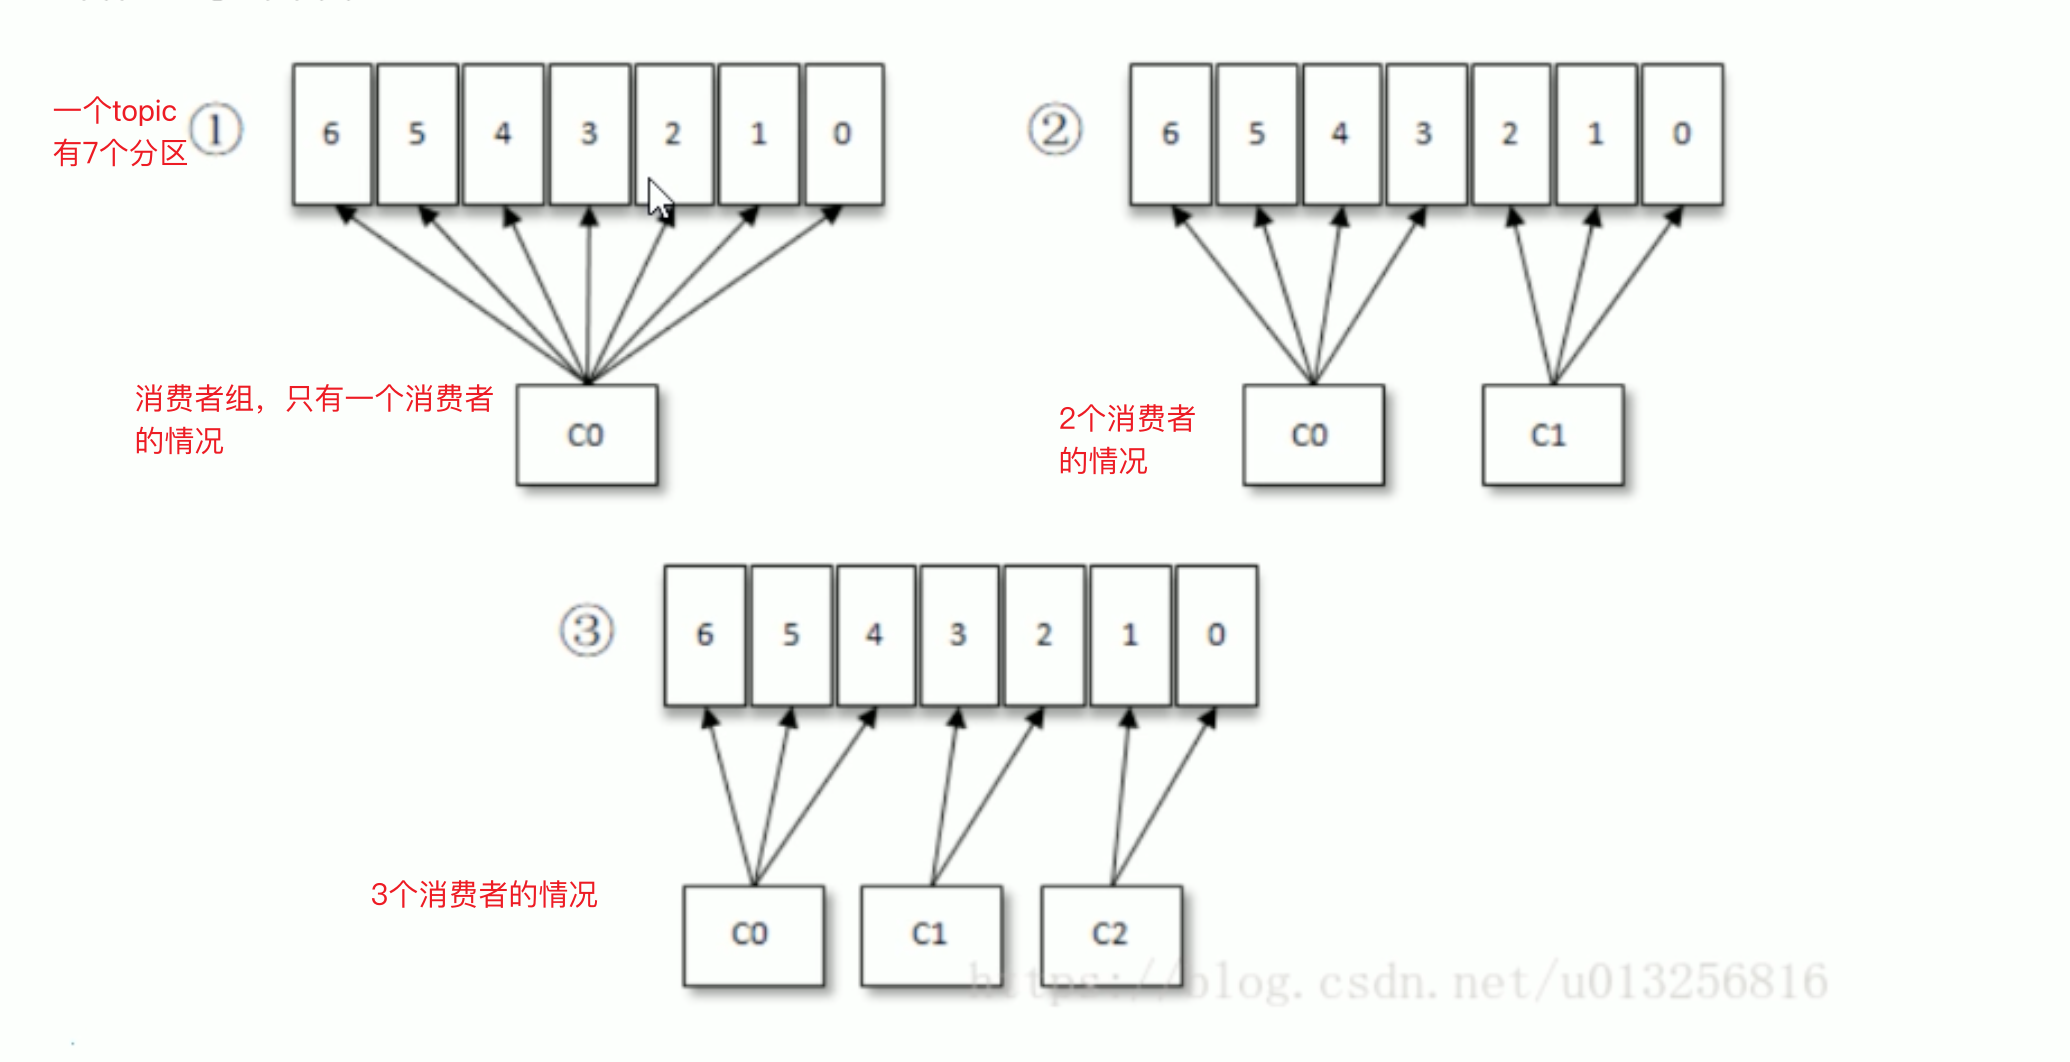 一个topic
有7个分区
①
6 5 4 3 2 1 0
消费者组，只有一个消费者
的情况
C0
②
6 5 4 3 2 1 0
2个消费者
的情况
C0 C1
③
6 5 4 3 2 1 0
3个消费者的情况
C0 C1 C2
https://blog.csdn.net/u013256816